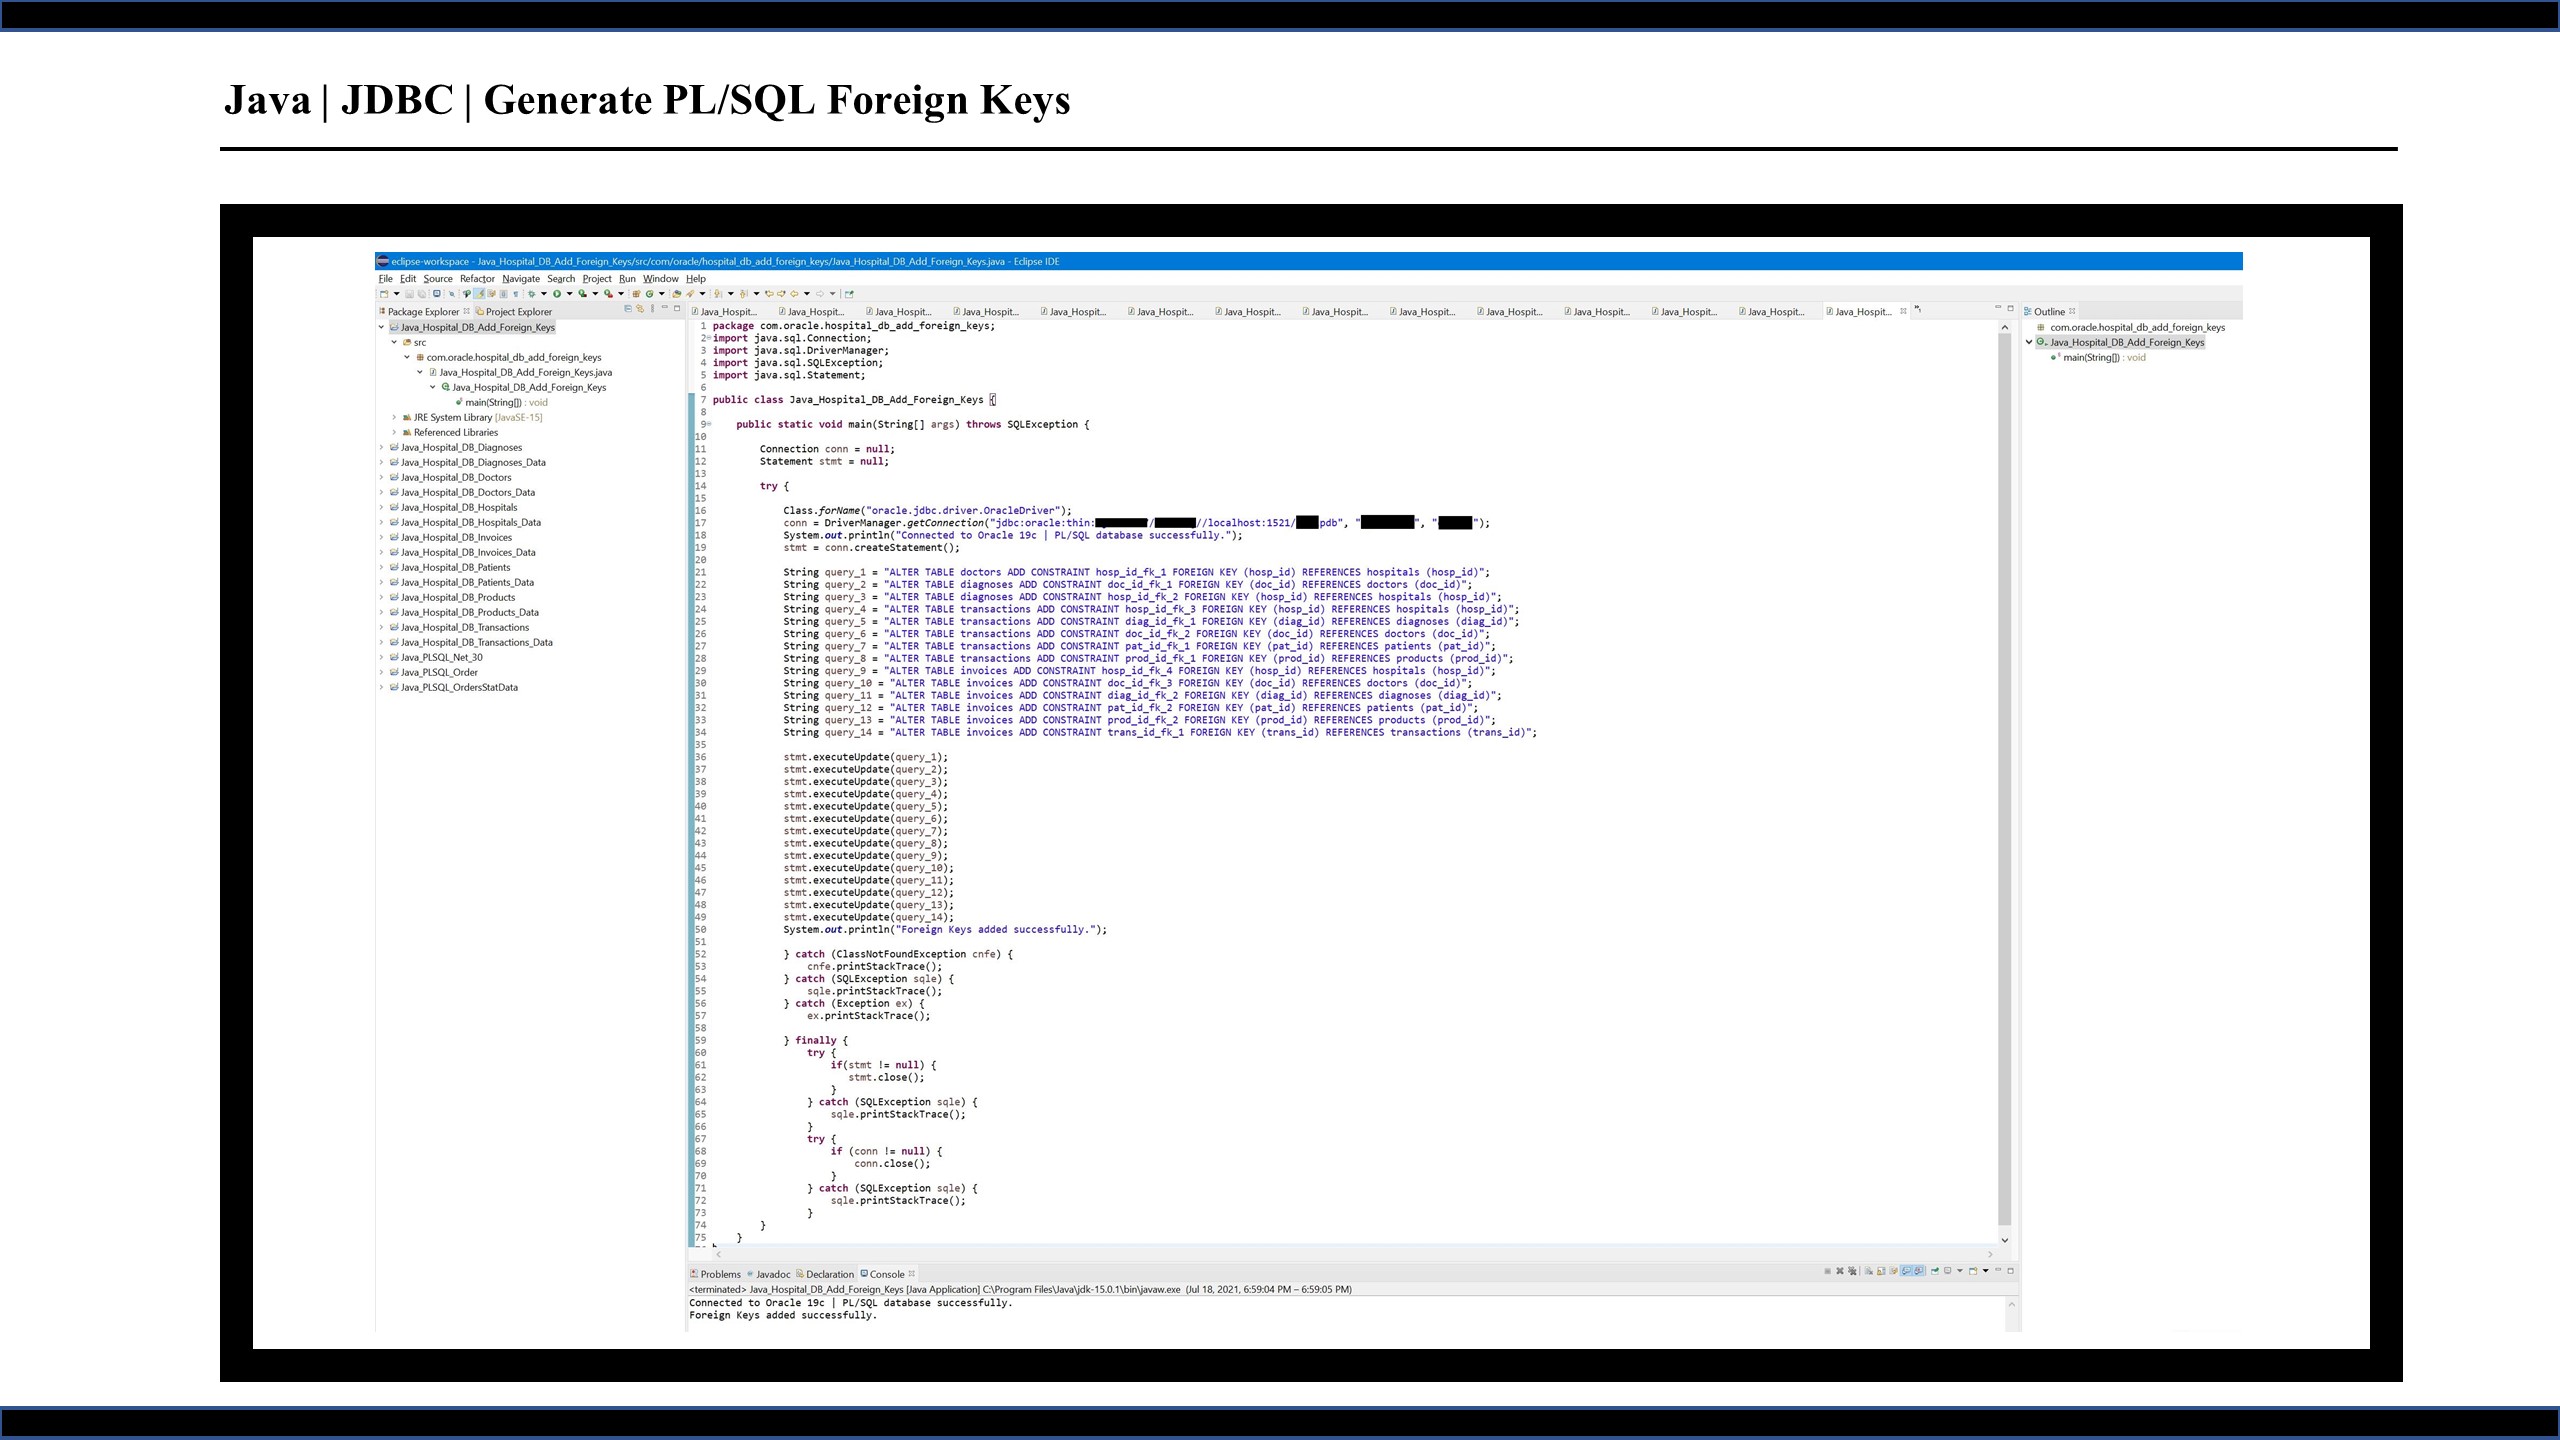 Java | JDBC | Generate PL/SQL Foreign Keys
eclipse-workspace - Java_Hospital_DB_Add_Foreign_Keys/src/com/oracle/hospital_db_add_foreign_keys/Java_Hospital_DB_Add_Foreign_Keys.java - Eclipse IDE
File Edit Source Refactor Navigate Search Project Run Window Help
Package Explorer Project Explorer
Java_Hospital_DB_Add_Foreign_Keys
src
com.oracle.hospital_db_add_foreign_keys
Java_Hospital_DB_Add_Foreign_Keys.java
Java_Hospital_DB_Add_Foreign_Keys
main(String[]) : void
JRE System Library [JavaSE-15]
Referenced Libraries
Java_Hospital_DB_Diagnoses
Java_Hospital_DB_Diagnoses_Data
Java_Hospital_DB_Doctors
Java_Hospital_DB_Doctors_Data
Java_Hospital_DB_Hospitals
Java_Hospital_DB_Hospitals_Data
Java_Hospital_DB_Invoices
Java_Hospital_DB_Invoices_Data
Java_Hospital_DB_Patients
Java_Hospital_DB_Patients_Data
Java_Hospital_DB_Products
Java_Hospital_DB_Products_Data
Java_Hospital_DB_Transactions
Java_Hospital_DB_Transactions_Data
Java_PLSQL_Net_30
Java_PLSQL_Order
Java_PLSQL_OrdersStatData
Java_Hospit... Java_Hospit... Java_Hospit... Java_Hospit... Java_Hospit... Java_Hospit... Java_Hospit... Java_Hospit... Java_Hospit... Java_Hospit... Java_Hospit... Java_Hospit... Java_Hospit... Java_Hospit...
1 package com.oracle.hospital_db_add_foreign_keys;
2 import java.sql.Connection;
3 import java.sql.DriverManager;
4 import java.sql.SQLException;
5 import java.sql.Statement;
6
7 public class Java_Hospital_DB_Add_Foreign_Keys {
8
9 public static void main(String[] args) throws SQLException {
10
11 Connection conn = null;
12 Statement stmt = null;
13
14 try {
15
16 Class.forName("oracle.jdbc.driver.OracleDriver");
17 conn = DriverManager.getConnection("jdbc:oracle:thin: / //localhost:1521/ pdb", " ", " ");
18 System.out.println("Connected to Oracle 19c | PL/SQL database successfully.");
19 stmt = conn.createStatement();
20
21 String query_1 = "ALTER TABLE doctors ADD CONSTRAINT hosp_id_fk_1 FOREIGN KEY (hosp_id) REFERENCES hospitals (hosp_id)";
22 String query_2 = "ALTER TABLE diagnoses ADD CONSTRAINT doc_id_fk_1 FOREIGN KEY (doc_id) REFERENCES doctors (doc_id)";
23 String query_3 = "ALTER TABLE diagnoses ADD CONSTRAINT hosp_id_fk_2 FOREIGN KEY (hosp_id) REFERENCES hospitals (hosp_id)";
24 String query_4 = "ALTER TABLE transactions ADD CONSTRAINT hosp_id_fk_3 FOREIGN KEY (hosp_id) REFERENCES hospitals (hosp_id)";
25 String query_5 = "ALTER TABLE transactions ADD CONSTRAINT diag_id_fk_1 FOREIGN KEY (diag_id) REFERENCES diagnoses (diag_id)";
26 String query_6 = "ALTER TABLE transactions ADD CONSTRAINT doc_id_fk_2 FOREIGN KEY (doc_id) REFERENCES doctors (doc_id)";
27 String query_7 = "ALTER TABLE transactions ADD CONSTRAINT pat_id_fk_1 FOREIGN KEY (pat_id) REFERENCES patients (pat_id)";
28 String query_8 = "ALTER TABLE transactions ADD CONSTRAINT prod_id_fk_1 FOREIGN KEY (prod_id) REFERENCES products (prod_id)";
29 String query_9 = "ALTER TABLE invoices ADD CONSTRAINT hosp_id_fk_4 FOREIGN KEY (hosp_id) REFERENCES hospitals (hosp_id)";
30 String query_10 = "ALTER TABLE invoices ADD CONSTRAINT doc_id_fk_3 FOREIGN KEY (doc_id) REFERENCES doctors (doc_id)";
31 String query_11 = "ALTER TABLE invoices ADD CONSTRAINT diag_id_fk_2 FOREIGN KEY (diag_id) REFERENCES diagnoses (diag_id)";
32 String query_12 = "ALTER TABLE invoices ADD CONSTRAINT pat_id_fk_2 FOREIGN KEY (pat_id) REFERENCES patients (pat_id)";
33 String query_13 = "ALTER TABLE invoices ADD CONSTRAINT prod_id_fk_2 FOREIGN KEY (prod_id) REFERENCES products (prod_id)";
34 String query_14 = "ALTER TABLE invoices ADD CONSTRAINT trans_id_fk_1 FOREIGN KEY (trans_id) REFERENCES transactions (trans_id)";
35
36 stmt.executeUpdate(query_1);
37 stmt.executeUpdate(query_2);
38 stmt.executeUpdate(query_3);
39 stmt.executeUpdate(query_4);
40 stmt.executeUpdate(query_5);
41 stmt.executeUpdate(query_6);
42 stmt.executeUpdate(query_7);
43 stmt.executeUpdate(query_8);
44 stmt.executeUpdate(query_9);
45 stmt.executeUpdate(query_10);
46 stmt.executeUpdate(query_11);
47 stmt.executeUpdate(query_12);
48 stmt.executeUpdate(query_13);
49 stmt.executeUpdate(query_14);
50 System.out.println("Foreign Keys added successfully.");
51
52 } catch (ClassNotFoundException cnfe) {
53 cnfe.printStackTrace();
54 } catch (SQLException sqle) {
55 sqle.printStackTrace();
56 } catch (Exception ex) {
57 ex.printStackTrace();
58
59 } finally {
60 try {
61 if(stmt != null) {
62 stmt.close();
63 }
64 } catch (SQLException sqle) {
65 sqle.printStackTrace();
66 }
67 try {
68 if (conn != null) {
69 conn.close();
70 }
71 } catch (SQLException sqle) {
72 sqle.printStackTrace();
73 }
74 }
75 }
Outline
com.oracle.hospital_db_add_foreign_keys
Java_Hospital_DB_Add_Foreign_Keys
main(String[]) : void
Problems Javadoc Declaration Console
<terminated> Java_Hospital_DB_Add_Foreign_Keys [Java Application] C:\Program Files\Java\jdk-15.0.1\bin\javaw.exe (Jul 18, 2021, 6:59:04 PM – 6:59:05 PM)
Connected to Oracle 19c | PL/SQL database successfully.
Foreign Keys added successfully.